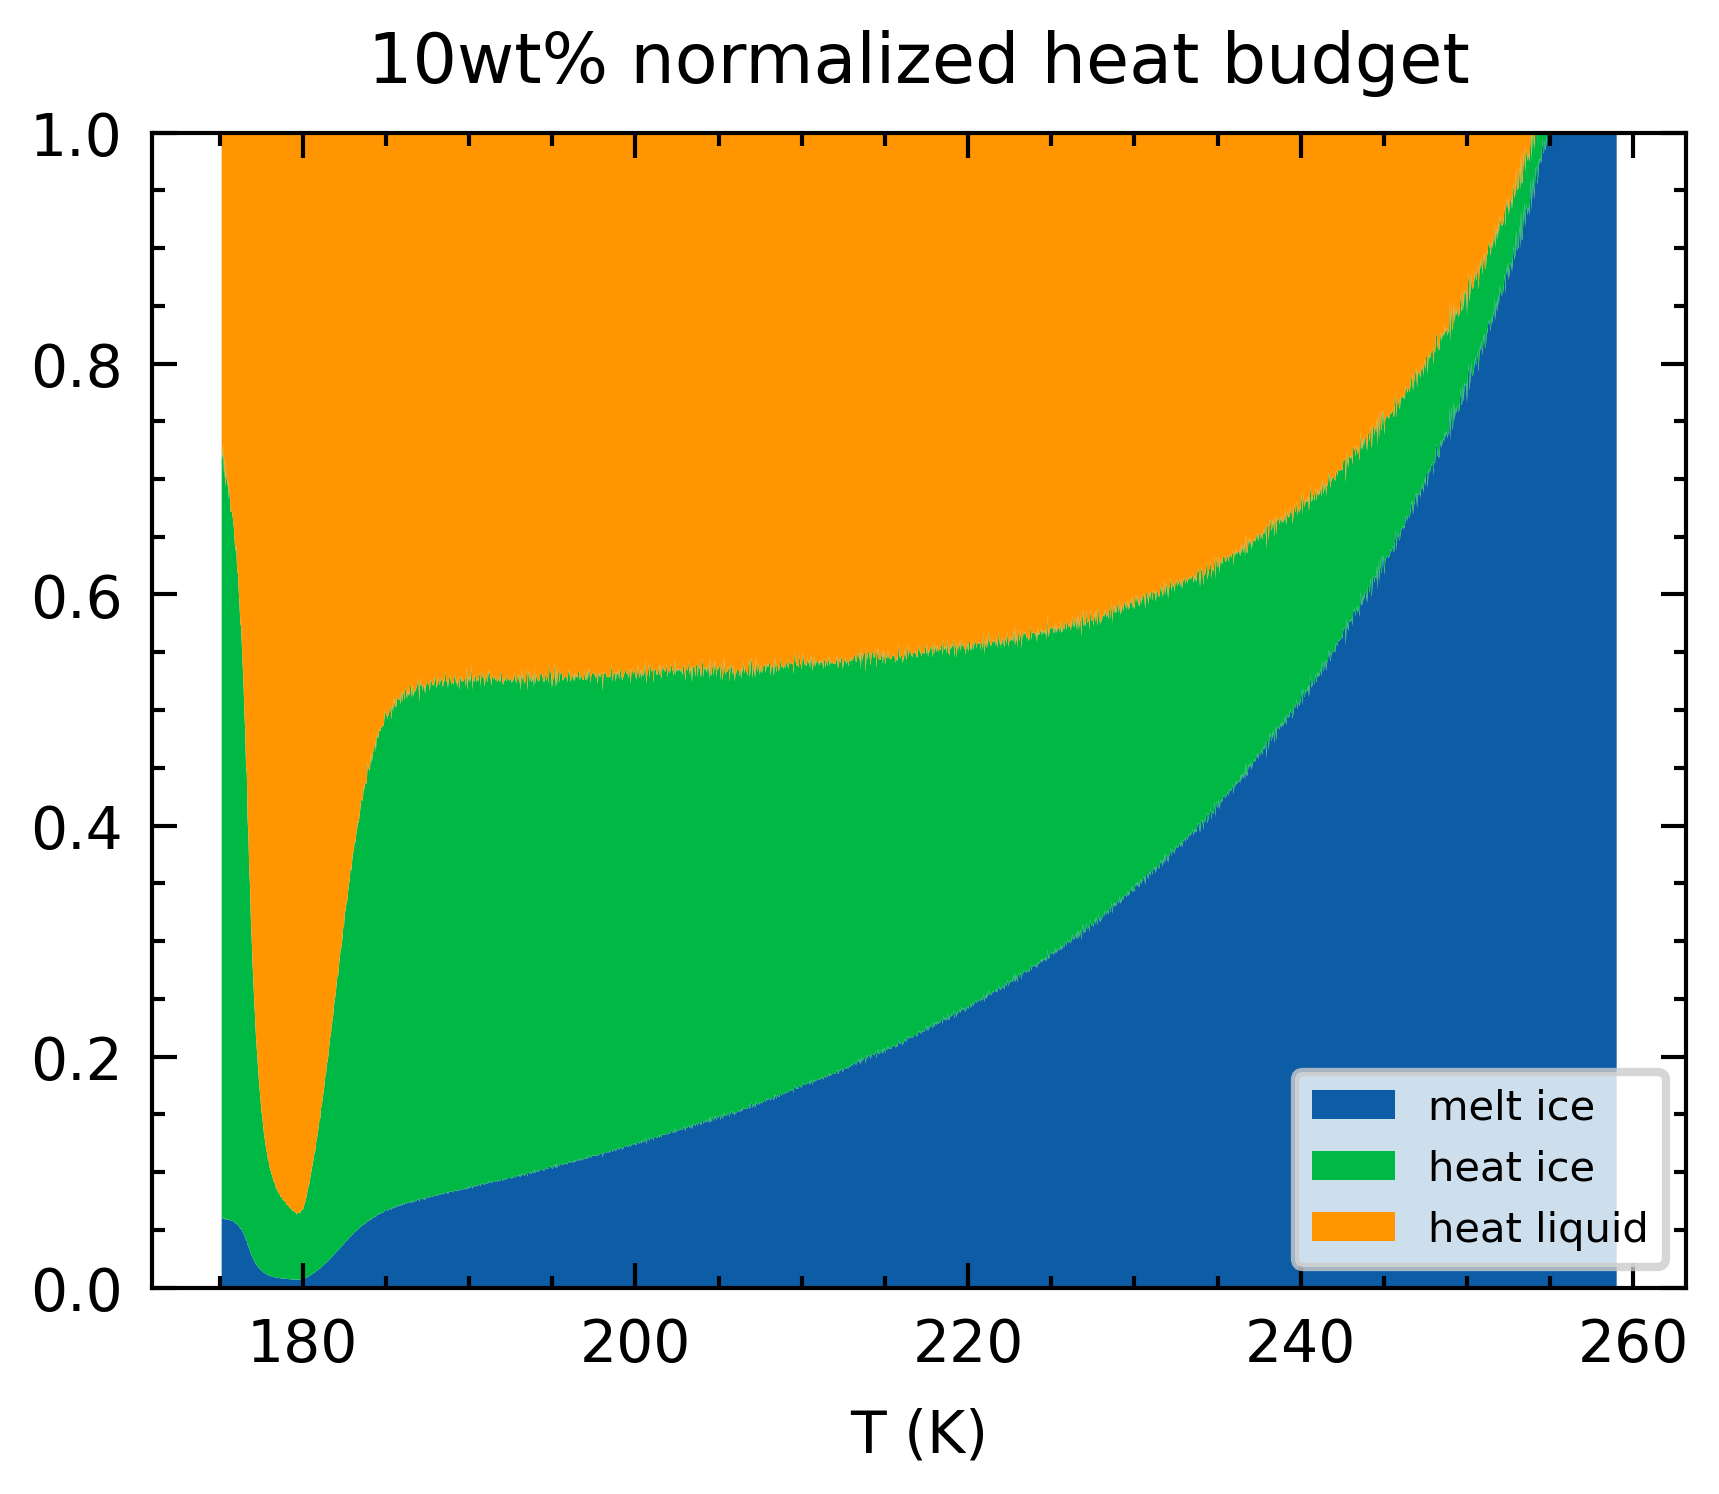 10wt% normalized heat budget
1.0
0.8
0.6
0.4
0.2
0.0
melt ice
heat ice
heat liquid
180 200 220 240 260
T (K)